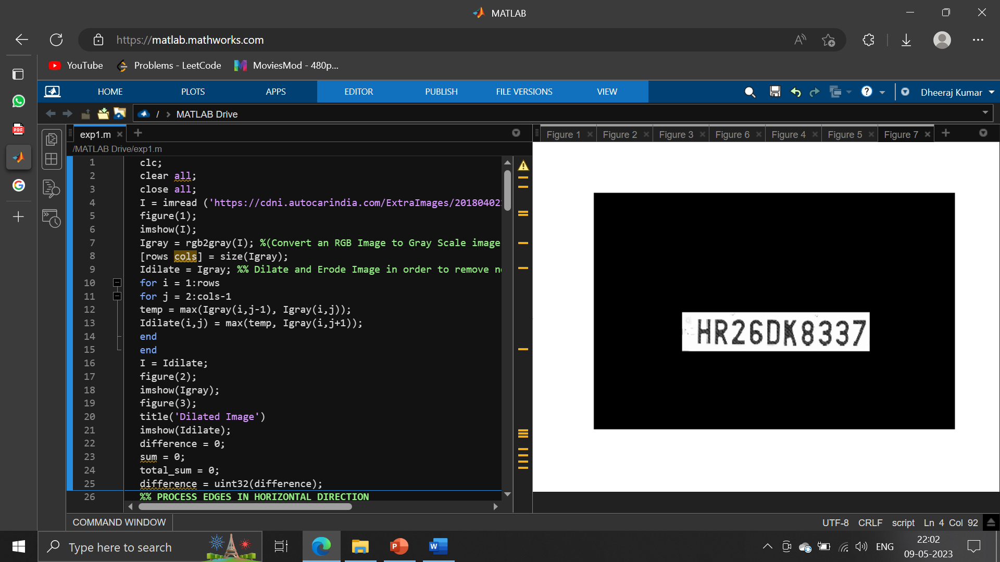 MATLAB
https://matlab.mathworks.com
YouTube Problems - LeetCode MoviesMod - 480p...
HOME PLOTS APPS EDITOR PUBLISH FILE VERSIONS VIEW Dheeraj Kumar
/ > MATLAB Drive
exp1.m
/MATLAB Drive/exp1.m
1 clc;
2 clear all;
3 close all;
4 I = imread ('https://cdni.autocarindia.com/ExtraImages/20180402
5 figure(1);
6 imshow(I);
7 Igray = rgb2gray(I); %(Convert an RGB Image to Gray Scale image
8 [rows cols] = size(Igray);
9 Idilate = Igray; %% Dilate and Erode Image in order to remove n
10 for i = 1:rows
11 for j = 2:cols-1
12 temp = max(Igray(i,j-1), Igray(i,j));
13 Idilate(i,j) = max(temp, Igray(i,j+1));
14 end
15 end
16 I = Idilate;
17 figure(2);
18 imshow(Igray);
19 figure(3);
20 title('Dilated Image')
21 imshow(Idilate);
22 difference = 0;
23 sum = 0;
24 total_sum = 0;
25 difference = uint32(difference);
26 %% PROCESS EDGES IN HORIZONTAL DIRECTION
Figure 1 Figure 2 Figure 3 Figure 6 Figure 4 Figure 5 Figure 7
HR26DK8337
COMMAND WINDOW
UTF-8 CRLF script Ln 4 Col 92
Type here to search
ENG
22:02
09-05-2023
PDF